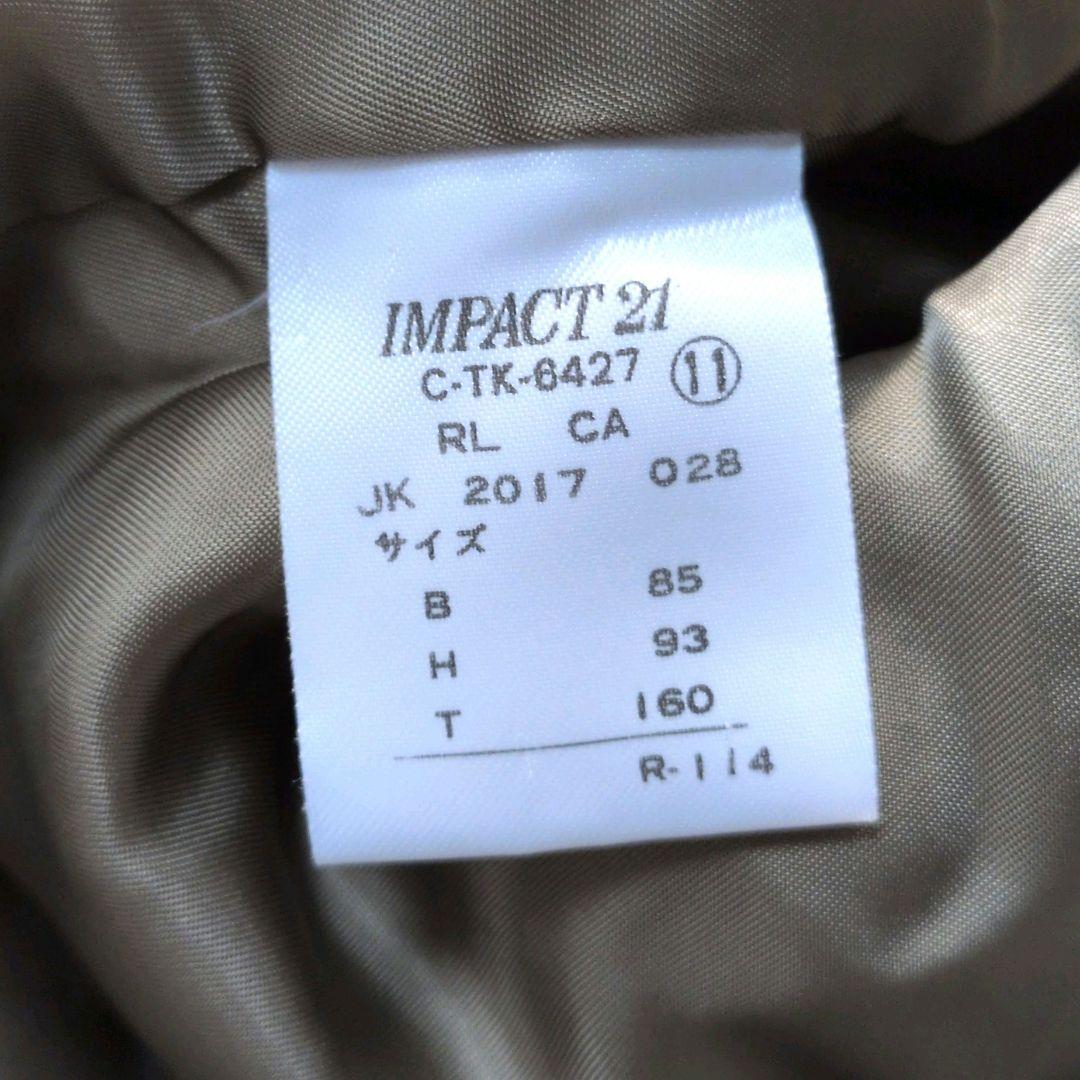 IMPACT 21
C-TK-6427 ⑪
RL CA
JK 2017 028
サイズ
B 85
H 93
T 160
R-114